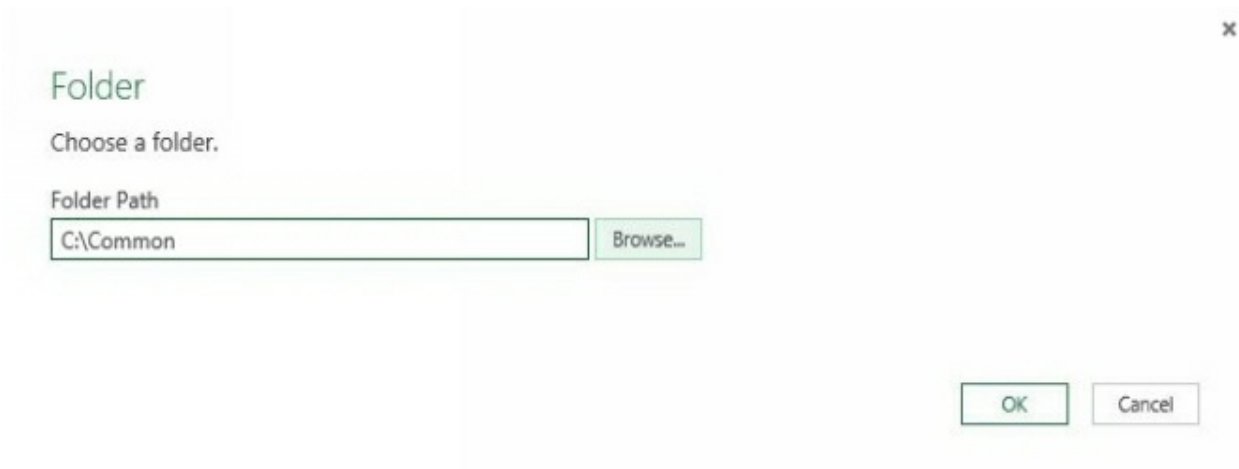 ×
Folder
Choose a folder.
Folder Path
C:\Common Browse...
OK Cancel